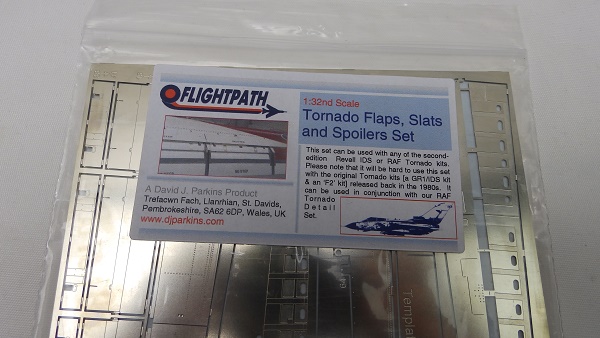 FLIGHTPATH
1:32nd Scale
Tornado Flaps, Slats
and Spoilers Set
This set can be used with any of the second-
edition Revell IDS or RAF Tornado kits.
Please note that it will be hard to use this set
with the original Tornado kits [a GR1/IDS kit
& an 'F2' kit] released back in the 1980s. It
can be used in conjunction with our RAF
Tornado
Detail
Set.
A David J. Parkins Product
Trefacwn Fach, Llanrhian, St. Davids,
Pembrokeshire, SA62 6DP, Wales, UK
www.djparkins.com
Templa